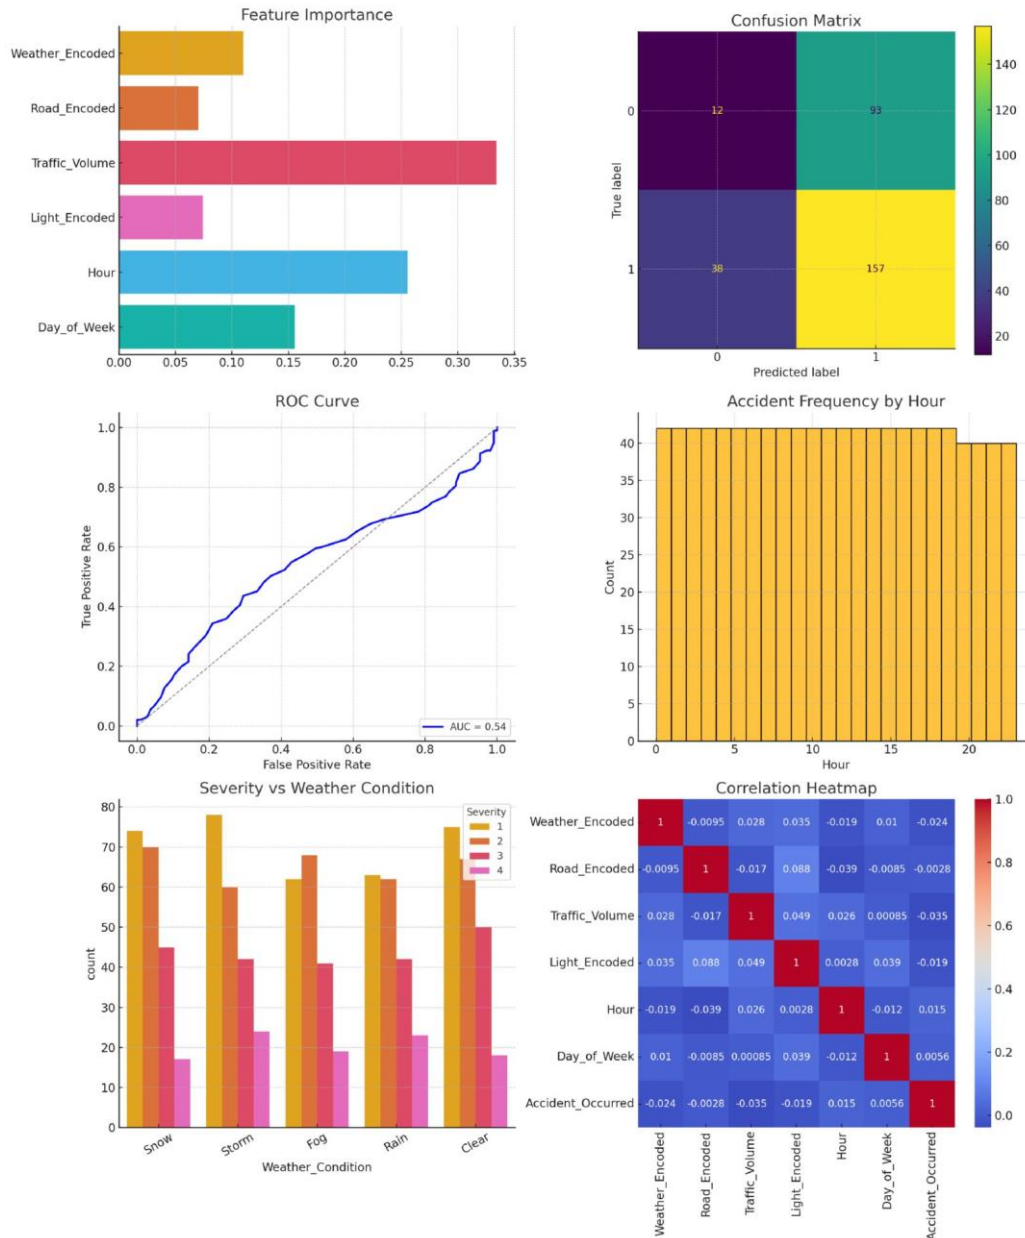 Feature Importance
Weather_Encoded
Road_Encoded
Traffic_Volume
Light_Encoded
Hour
Day_of_Week
0.00 0.05 0.10 0.15 0.20 0.25 0.30 0.35
Confusion Matrix
True label
0
1
12 93
38 157
0 1
Predicted label
140
120
100
80
60
40
20
ROC Curve
True Positive Rate
1.0
0.8
0.6
0.4
0.2
0.0
AUC = 0.54
0.0 0.2 0.4 0.6 0.8 1.0
False Positive Rate
Accident Frequency by Hour
Count
40
35
30
25
20
15
10
5
0
0 5 10 15 20
Hour
Severity vs Weather Condition
count
80
70
60
50
40
30
20
10
0
Severity
1
2
3
4
Snow Storm Fog Rain Clear
Weather_Condition
Correlation Heatmap
Weather_Encoded 1 -0.0095 0.028 0.035 -0.019 0.01 -0.024
Road_Encoded -0.0095 1 -0.017 0.088 -0.039 -0.0085 -0.0028
Traffic_Volume 0.028 -0.017 1 0.049 0.026 0.00085 -0.035
Light_Encoded 0.035 0.088 0.049 1 0.0028 0.039 -0.019
Hour -0.019 -0.039 0.026 0.0028 1 -0.012 0.015
Day_of_Week 0.01 -0.0085 0.00085 0.039 -0.012 1 0.0056
Accident_Occurred -0.024 -0.0028 -0.035 -0.019 0.015 0.0056 1
Weather_Encoded
Road_Encoded
Traffic_Volume
Light_Encoded
Hour
Day_of_Week
Accident_Occurred
1.0
0.8
0.6
0.4
0.2
0.0